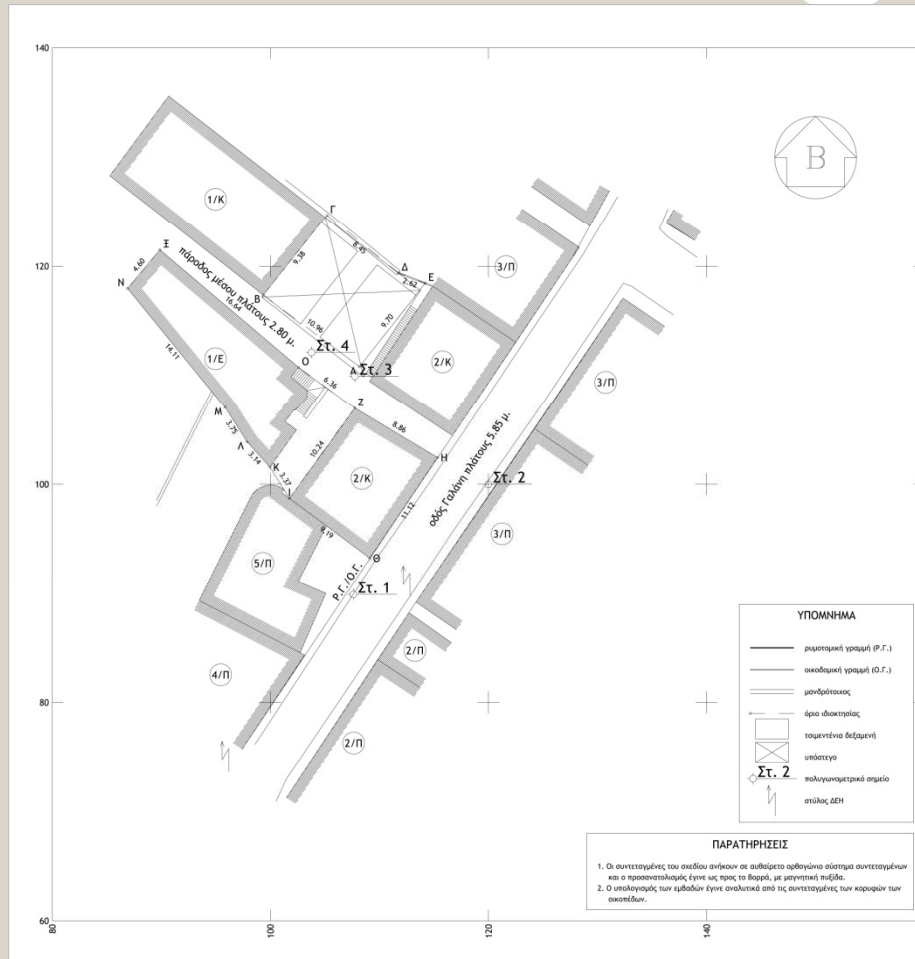 140
Β
1/Κ
Γ
8.45
9.38
120
Ξ
4.60
πάροδος μέσου πλάτους 2.80 μ.
Δ
Ε
2.62
3/Π
Ν
Β
16.64
10.96
9.70
Στ. 4
Α Στ. 3
2/Κ
1/Ε
14.11
Ο
6.36
3/Π
Ζ
8.86
Μ
3.75
Λ
3.14
10.24
οδός Γαλάνη πλάτους 5.85 μ.
Η
Κ
3.37
2/Κ
Στ. 2
100
Ι
11.12
9.19
3/Π
5/Π
Θ
Ρ.Γ./Ο.Γ.
Στ. 1
2/Π
4/Π
80
2/Π
ΥΠΟΜΝΗΜΑ
ρυμοτομική γραμμή (Ρ.Γ.)
οικοδομική γραμμή (Ο.Γ.)
μανδρότοιχος
όριο ιδιοκτησίας
τσιμεντένια δεξαμενή
υπόστεγο
Στ. 2 πολυγωνομετρικό σημείο
στύλος ΔΕΗ
ΠΑΡΑΤΗΡΗΣΕΙΣ
1. Οι συντεταγμένες του σχεδίου ανήκουν σε αυθαίρετο ορθογώνιο σύστημα συντεταγμένων
και ο προσανατολισμός έγινε ως προς το βορρά, με μαγνητική πυξίδα.
2. Ο υπολογισμός των εμβαδών έγινε αναλυτικά από τις συντεταγμένες των κορυφών των
οικοπέδων.
60
80
100
120
140